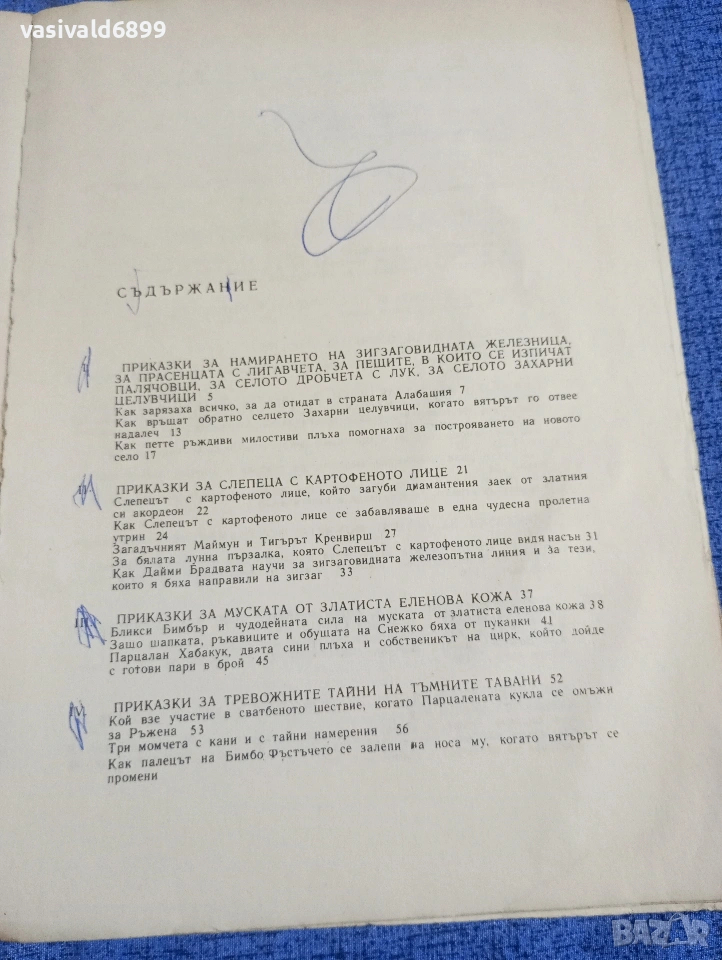 vasivald6899
СЪДЪРЖАНИЕ
ПРИКАЗКИ ЗА НАМИРАНЕТО НА ЗИГЗАГОВИДНАТА ЖЕЛЕЗНИЦА,
ЗА ПРАСЕНЦАТА С ЛИГАВЧЕТА, ЗА ПЕЩИТЕ, В КОИТО СЕ ИЗПИЧАТ
ПАЛЯЧОВЦИ, ЗА СЕЛОТО ДРОБЧЕТА С ЛУК, ЗА СЕЛОТО ЗАХАРНИ
ЦЕЛУВЧИЦИ 5
Как зарязаха всичко, за да отидат в страната Алабашия 7
Как връщат обратно селцето Захарни целувчици, когато вятърът го отвее
надалеч 13
Как петте ръждиви милостиви плъха помогнаха за построяването на новото
село 17
ПРИКАЗКИ ЗА СЛЕПЕЦА С КАРТОФЕНОТО ЛИЦЕ 21
Слепецът с картофеното лице, който загуби диамантения заек от златния
си акордеон 22
Как Слепецът с картофеното лице се забавляваше в една чудесна пролетна
утрин 24
Загадъчният Маймун и Тигърът Кренвирш 27
За бялата лунна пързалка, която Слепецът с картофеното лице видя насън 31
Как Дайми Брадвата научи за зигзаговидната железопътна линия и за тези,
които я бяха направили на зигзаг 33
III
ПРИКАЗКИ ЗА МУСКАТА ОТ ЗЛАТИСТА ЕЛЕНОВА КОЖА 37
Бликси Бимбър и чудодейната сила на муската от златиста еленова кожа 38
Защо шапката, ръкавиците и обущата на Снежко бяха от пуканки 41
Парцалан Хабакук, двата сини плъха и собственикът на цирк, който дойде
с готови пари в брой 45
ПРИКАЗКИ ЗА ТРЕВОЖНИТЕ ТАЙНИ НА ТЪМНИТЕ ТАВАНИ 52
Кой взе участие в сватбеното шествие, когато Парцалената кукла се омъжи
за Ръжена 53
Три момчета с кани и с тайни намерения 56
Как палецът на Бимбо Фъстъчето се залепи на носа му, когато вятърът се
промени
BAZAR